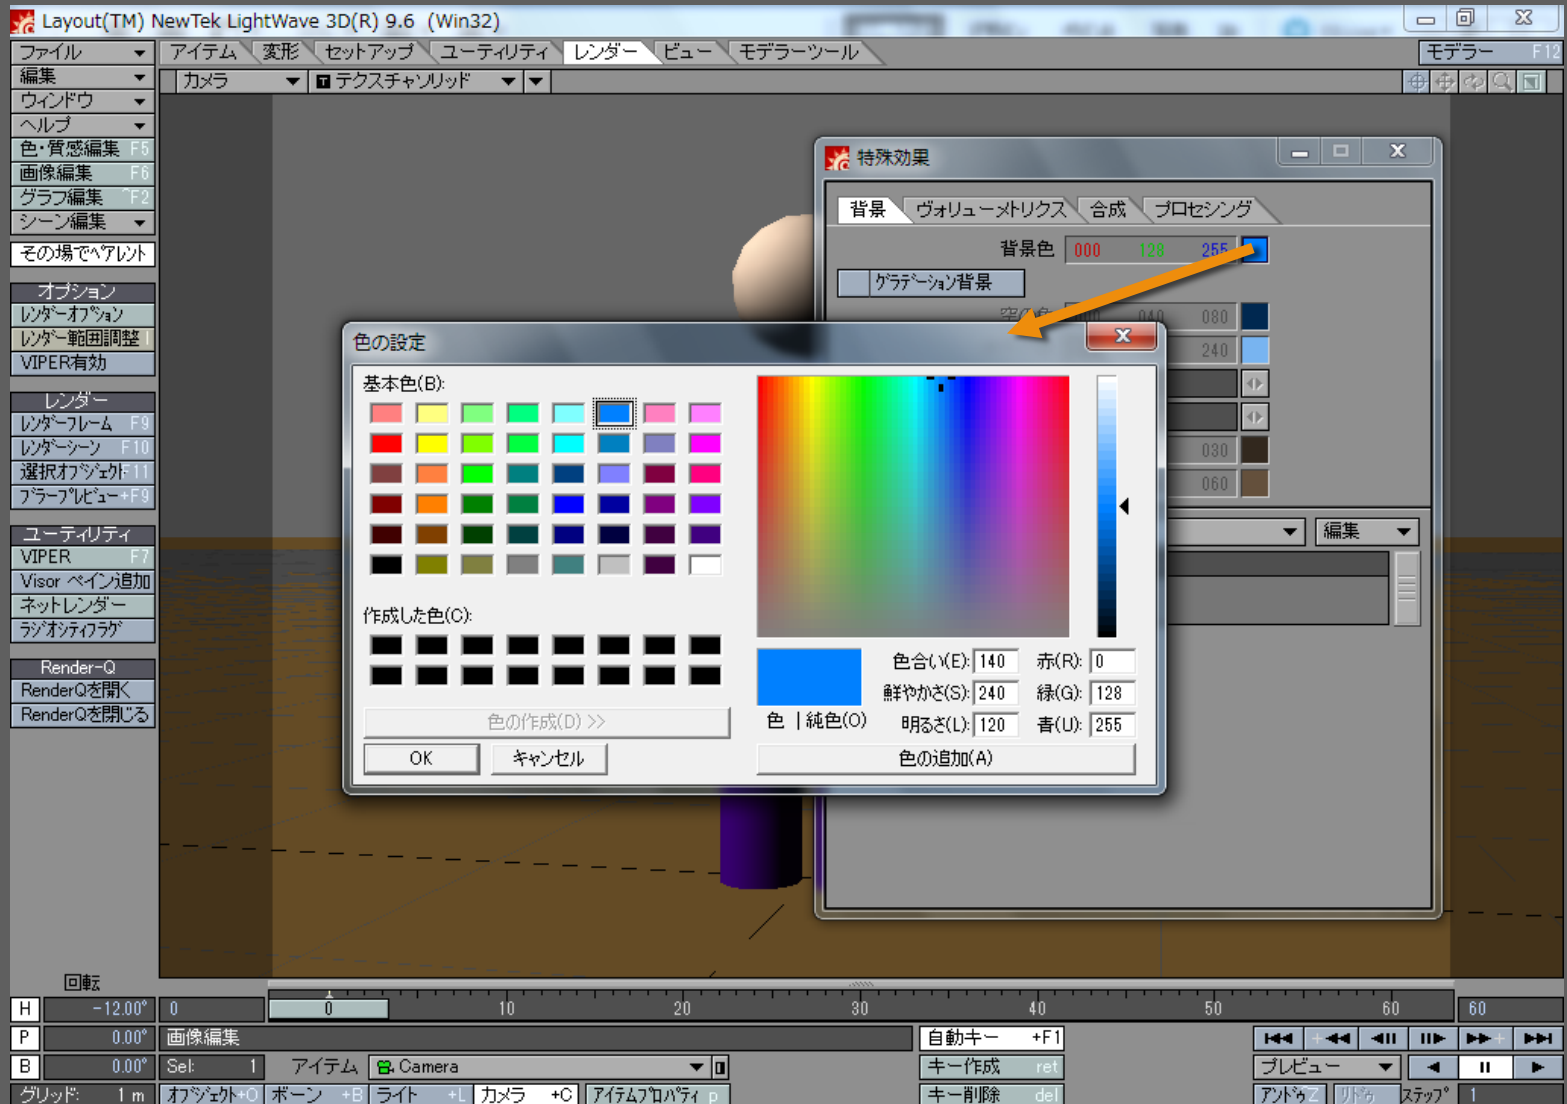 Layout(TM) NewTek LightWave 3D(R) 9.6 (Win32)
ファイル アイテム 変形 セットアップ ユーティリティ レンダー ビュー モデラーツール モデラー F12
編集 カメラ テクスチャソリッド
ウィンドウ
ヘルプ
色・質感編集 F5
画像編集 F6
グラフ編集 ^F2
シーン編集
その場でペアレント
オプション
レンダーオプション
レンダー範囲調整 l
VIPER有効
レンダー
レンダーフレーム F9
レンダーシーン F10
選択オブジェクト F11
ブラープレビュー +F9
ユーティリティ
VIPER F7
Visor ペイン追加
ネットレンダー
ラジオシティフラグ
Render-Q
RenderQを開く
RenderQを閉じる
特殊効果
背景 ヴォリューメトリクス 合成 プロセシング
背景色 000 128 255
グラデーション背景
040 080
240
030
060
編集
色の設定
基本色(B):
作成した色(C):
色の作成(D) >>
OK キャンセル
色 | 純色(O)
色合い(E): 140 赤(R): 0
鮮やかさ(S): 240 緑(G): 128
明るさ(L): 120 青(U): 255
色の追加(A)
回転
H -12.00° 0 0 10 20 30 40 50 60 60
P 0.00° 画像編集 自動キー +F1
B 0.00° Sel: 1 アイテム Camera キー作成 ret プレビュー
グリッド: 1 m オブジェクト +O ボーン +B ライト +L カメラ +C アイテムプロパティ p キー削除 del アンドゥ Z リドゥ ステップ 1